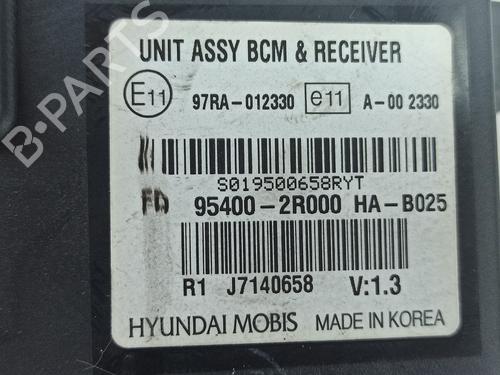 UNIT ASSY BCM & RECEIVER
E11 97RA-012330 e11 A-00 2330
S019500658RYT
FD 95400-2R000 HA-B025
R1 J7140658 V:1.3
HYUNDAI MOBIS MADE IN KOREA
B-PARTS